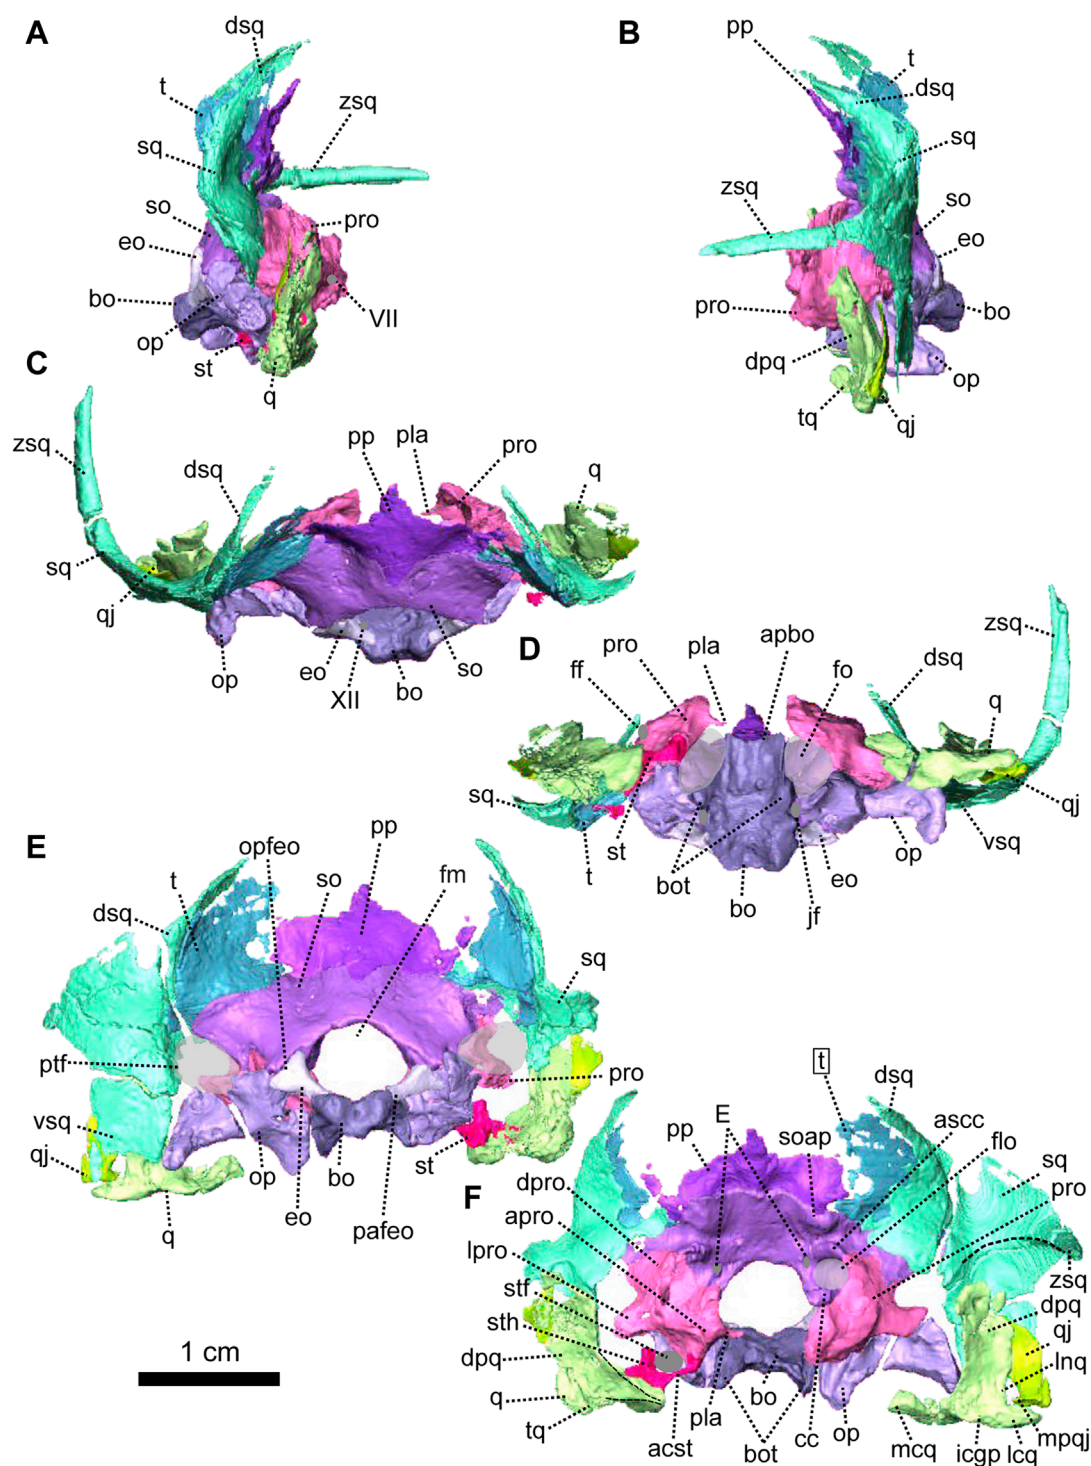 A
dsq
t
zsq
sq
so
pro
eo
bo
VII
op
st
q
B
pp
t
dsq
sq
zsq
so
eo
pro
bo
dpq
op
tq
qj
C
zsq
pp
pla
pro
dsq
q
sq
qj
op
eo
so
XII
bo
D
pro
pla
apbo
zsq
ff
fo
dsq
q
sq
qj
st
vsq
t
bot
op
eo
bo
jf
E
opfeo
pp
so
fm
t
dsq
sq
ptf
pro
vsq
qj
st
op
bo
eo
q
pafeo
F
t
E
dsq
ascc
pp
soap
flo
dpro
sq
apro
pro
lpro
stf
zsq
sth
dpq
dpq
qj
lnq
q
bo
pla
mpqj
tq
op
acst
cc
mcq
bot
icgp
lcq
1 cm